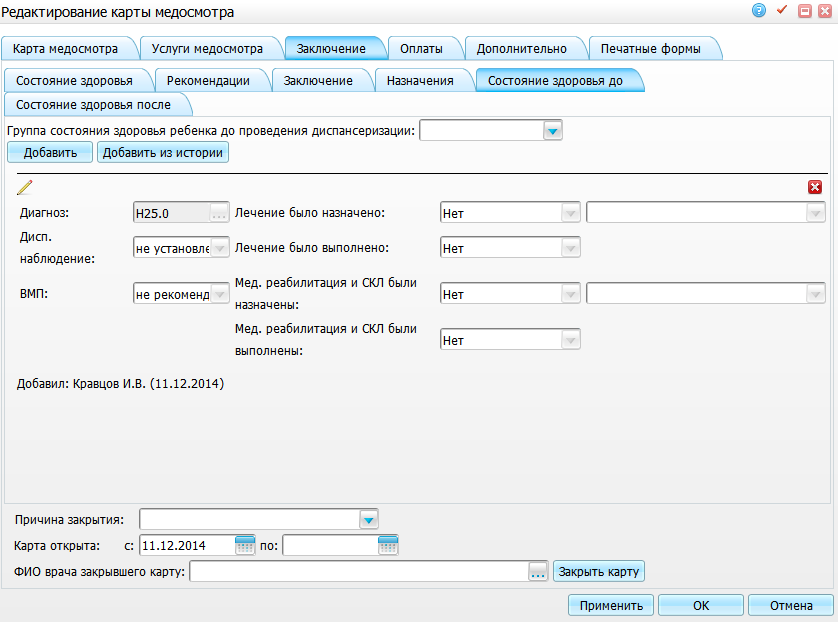 Редактирование карты медосмотра
Карта медосмотра Услуги медосмотра Заключение Оплаты Дополнительно Печатные формы
Состояние здоровья Рекомендации Заключение Назначения Состояние здоровья до
Состояние здоровья после
Группа состояния здоровья ребенка до проведения диспансеризации:
Добавить Добавить из истории
Диагноз: H25.0 ... Лечение было назначено: Нет
Дисп.
наблюдение: не установле Лечение было выполнено: Нет
ВМП: не рекоменд Мед. реабилитация и СКЛ были
назначены: Нет
Мед. реабилитация и СКЛ были
выполнены: Нет
Добавил: Кравцов И.В. (11.12.2014)
Причина закрытия:
Карта открыта: с: 11.12.2014 по:
ФИО врача закрывшего карту: ... Закрыть карту
Применить ОК Отмена